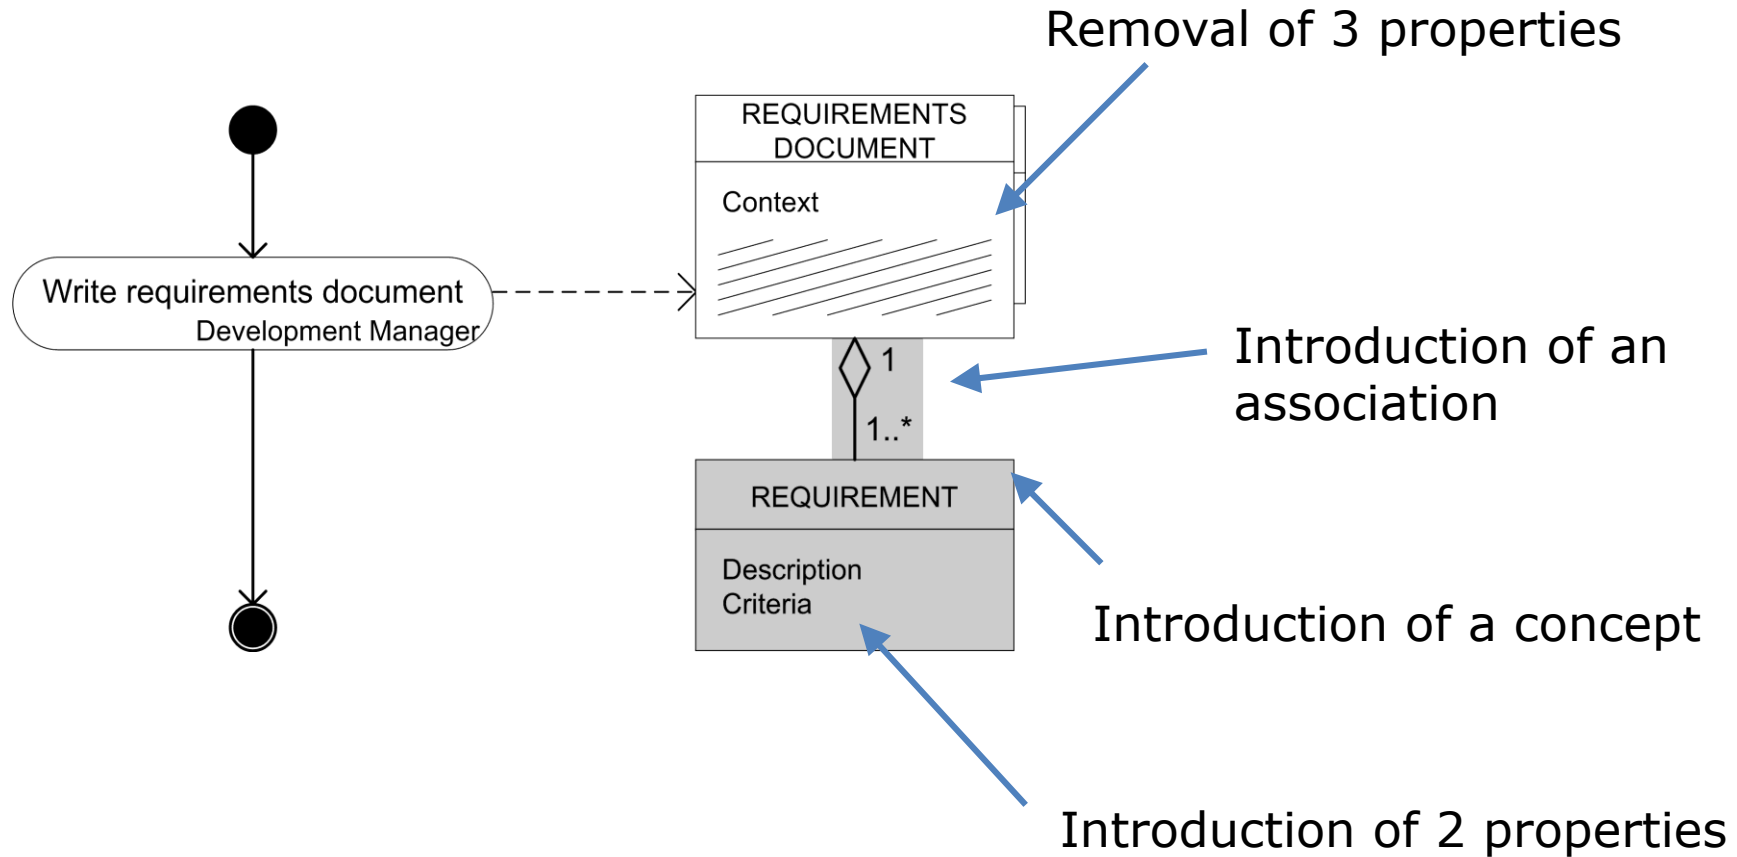 Removal of 3 properties
REQUIREMENTS
DOCUMENT
Context
Write requirements document
Development Manager
1
1..*
Introduction of an
association
REQUIREMENT
Description
Criteria
Introduction of a concept
Introduction of 2 properties